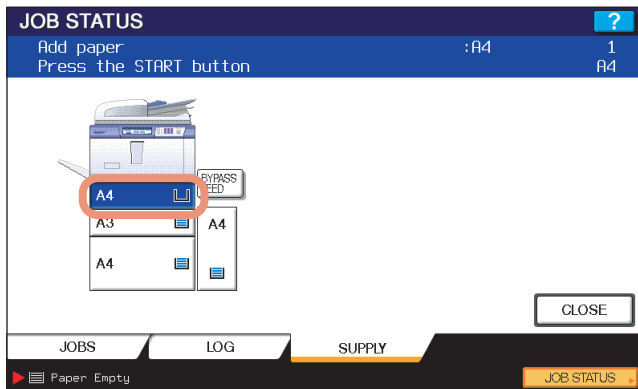 JOB STATUS
?
Add paper :A4 1
Press the START button A4
BYPASS
FEED
A4
A3
A4
A4
CLOSE
JOBS LOG SUPPLY
Paper Empty JOB STATUS